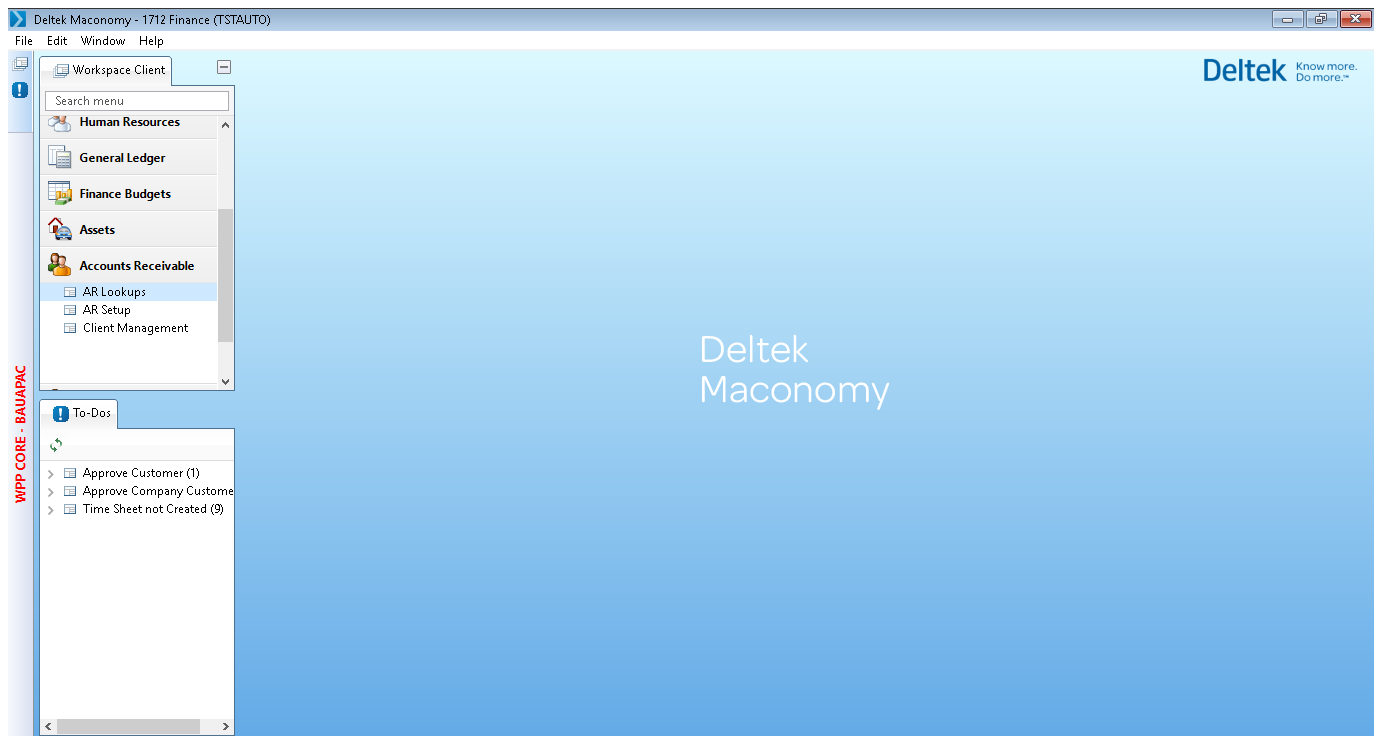 Deltek Maconomy - 1712 Finance (TSTAUTO)
File Edit Window Help
Workspace Client
Deltek Know more.
Do more.™
Search menu
Human Resources
General Ledger
Finance Budgets
Assets
Accounts Receivable
AR Lookups
AR Setup
Client Management
Deltek
Maconomy
WPP CORE - BAUAPAC
To-Dos
Approve Customer (1)
Approve Company Custome
Time Sheet not Created (9)